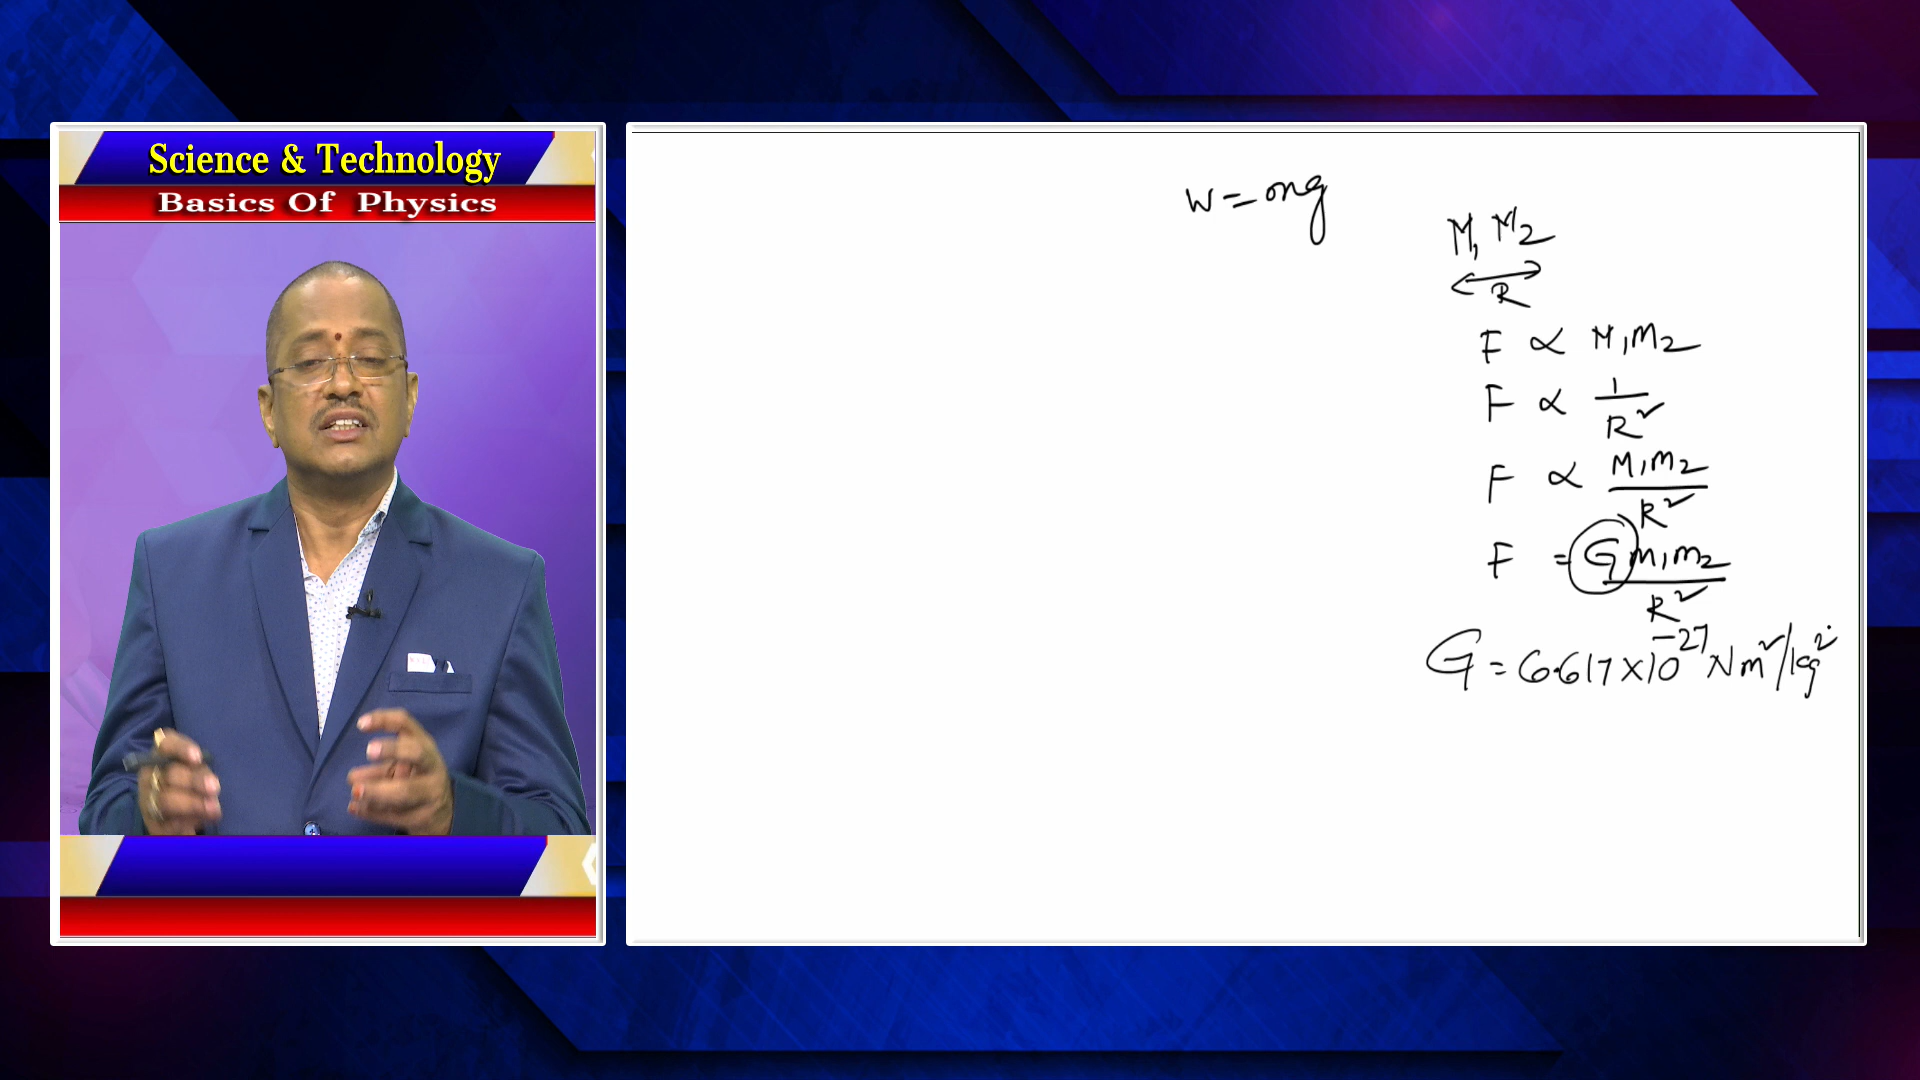 Science & Technology
Basics Of Physics
W = mg
M1 M2
R
F ∝ M1M2
F ∝ 1/R²
F ∝ M1M2/R²
F = G m1m2/R²
G = 6.617 × 10⁻²⁷ Nm²/kg²